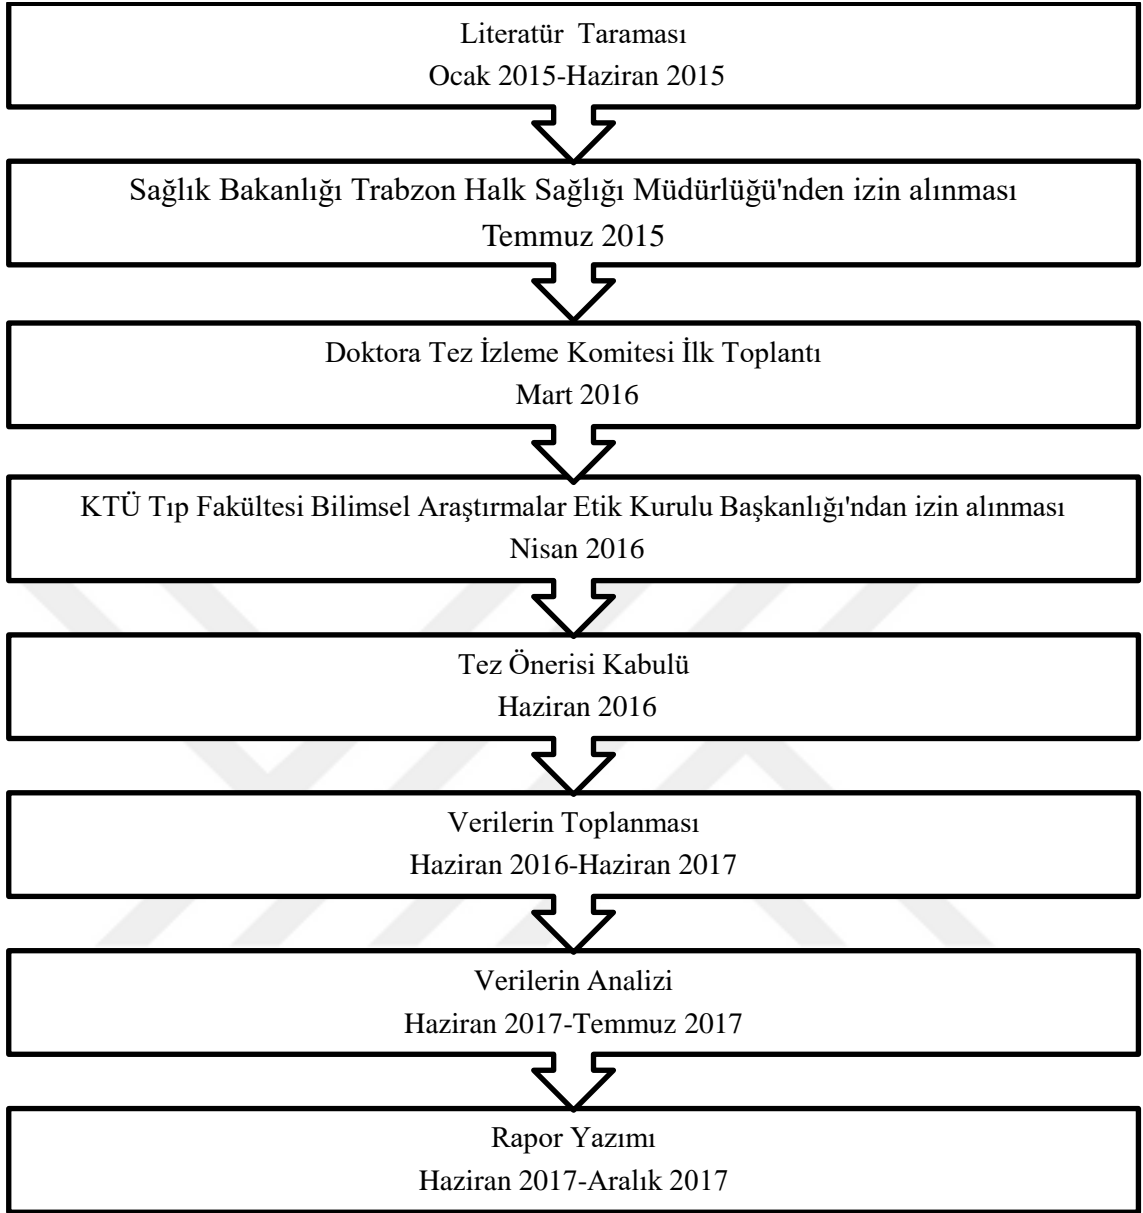 Literatür Taraması
Ocak 2015-Haziran 2015
Sağlık Bakanlığı Trabzon Halk Sağlığı Müdürlüğü'nden izin alınması
Temmuz 2015
Doktora Tez İzleme Komitesi İlk Toplantı
Mart 2016
KTÜ Tıp Fakültesi Bilimsel Araştırmalar Etik Kurulu Başkanlığı'ndan izin alınması
Nisan 2016
Tez Önerisi Kabulü
Haziran 2016
Verilerin Toplanması
Haziran 2016-Haziran 2017
Verilerin Analizi
Haziran 2017-Temmuz 2017
Rapor Yazımı
Haziran 2017-Aralık 2017